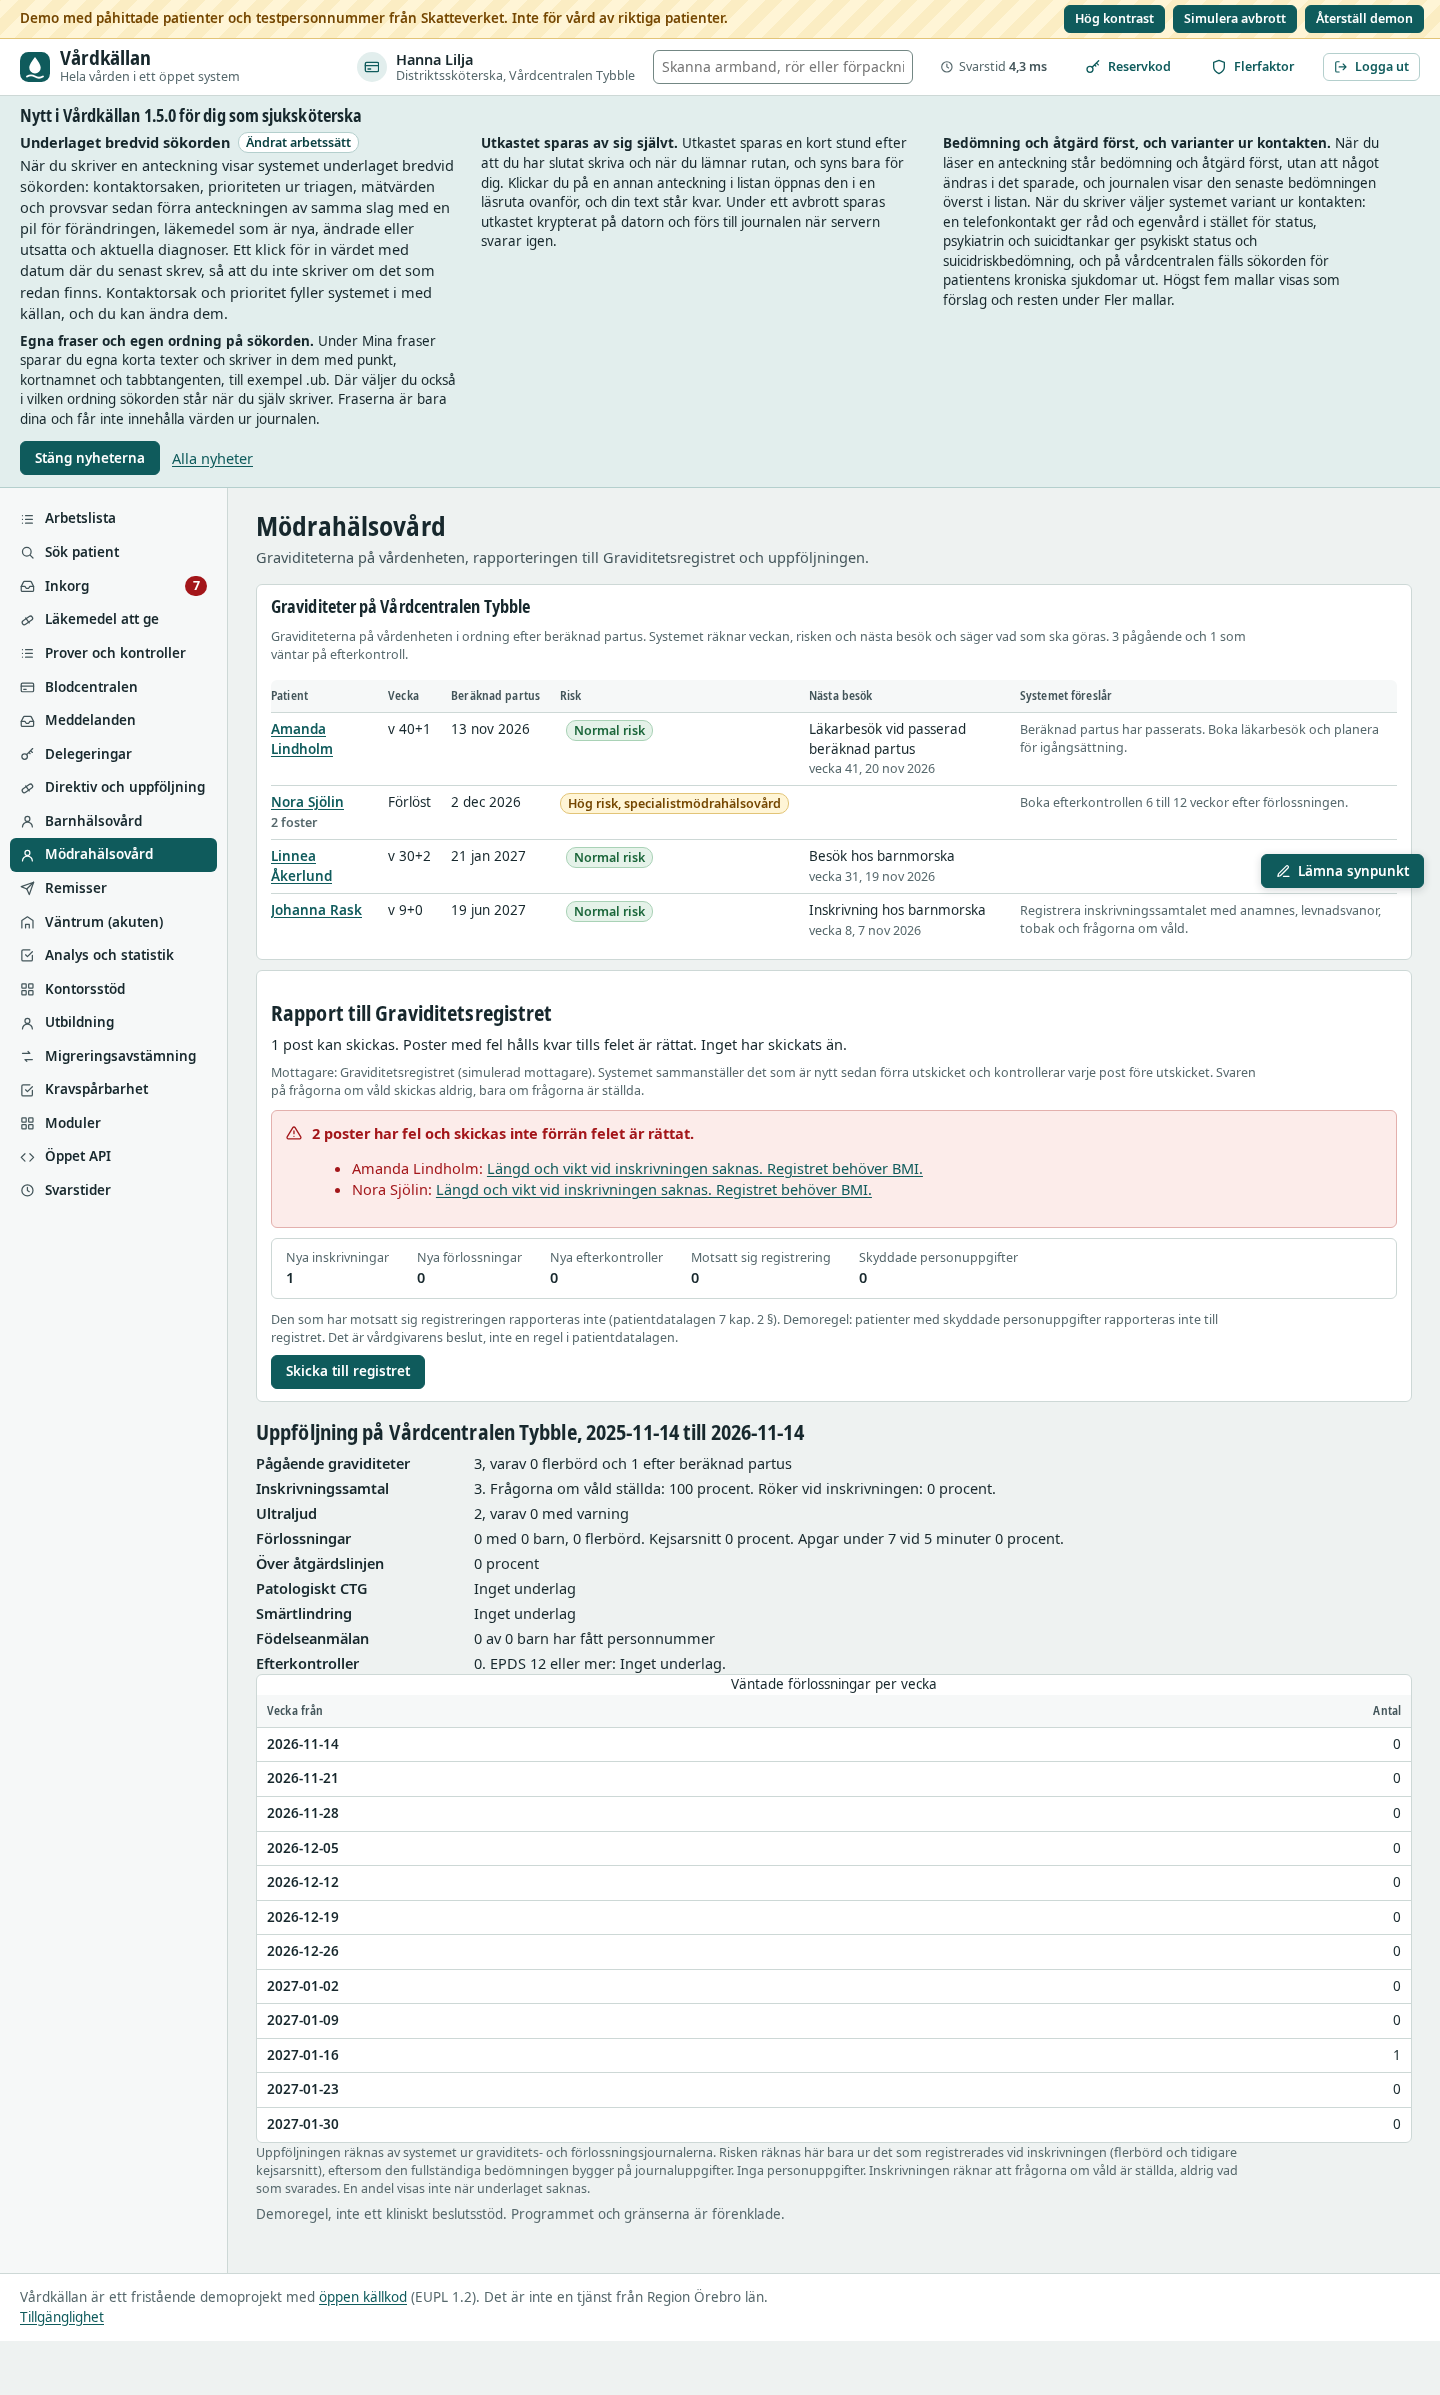 Demo med påhittade patienter och testpersonnummer från Skatteverket. Inte för vård av riktiga patienter.
Hög kontrast
Simulera avbrott
Återställ demon
Vårdkällan
Hela vården i ett öppet system
Hanna Lilja
Distriktssköterska, Vårdcentralen Tybble
Skanna armband, rör eller förpackni
Svarstid 4,3 ms
Reservkod
Flerfaktor
Logga ut
Nytt i Vårdkällan 1.5.0 för dig som sjuksköterska
Underlaget bredvid sökorden Ändrat arbetssätt
När du skriver en anteckning visar systemet underlaget bredvid
sökorden: kontaktorsaken, prioriteten ur triagen, mätvärden
och provsvar sedan förra anteckningen av samma slag med en
pil för förändringen, läkemedel som är nya, ändrade eller
utsatta och aktuella diagnoser. Ett klick för in värdet med
datum där du senast skrev, så att du inte skriver om det som
redan finns. Kontaktorsak och prioritet fyller systemet i med
källan, och du kan ändra dem.
Utkastet sparas av sig självt. Utkastet sparas en kort stund efter
att du har slutat skriva och när du lämnar rutan, och syns bara för
dig. Klickar du på en annan anteckning i listan öppnas den i en
läsruta ovanför, och din text står kvar. Under ett avbrott sparas
utkastet krypterat på datorn och förs till journalen när servern
svarar igen.
Bedömning och åtgärd först, och varianter ur kontakten. När du
läser en anteckning står bedömning och åtgärd först, utan att något
ändras i det sparade, och journalen visar den senaste bedömningen
överst i listan. När du skriver väljer systemet variant ur kontakten:
en telefonkontakt ger råd och egenvård i stället för status,
psykiatrin och suicidtankar ger psykiskt status och
suicidriskbedömning, och på vårdcentralen fälls sökorden för
patientens kroniska sjukdomar ut. Högst fem mallar visas som
förslag och resten under Fler mallar.
Egna fraser och egen ordning på sökorden. Under Mina fraser
sparar du egna korta texter och skriver in dem med punkt,
kortnamnet och tabbtangenten, till exempel .ub. Där väljer du också
i vilken ordning sökorden står när du själv skriver. Fraserna är bara
dina och får inte innehålla värden ur journalen.
Stäng nyheterna
Alla nyheter
Arbetslista
Sök patient
Inkorg 7
Läkemedel att ge
Prover och kontroller
Blodcentralen
Meddelanden
Delegeringar
Direktiv och uppföljning
Barnhälsovård
Mödrahälsovård
Remisser
Väntrum (akuten)
Analys och statistik
Kontorsstöd
Utbildning
Migreringsavstämning
Kravspårbarhet
Moduler
Öppet API
Svarstider
Mödrahälsovård
Graviditeterna på vårdenheten, rapporteringen till Graviditetsregistret och uppföljningen.
Graviditeter på Vårdcentralen Tybble
Graviditeterna på vårdenheten i ordning efter beräknad partus. Systemet räknar veckan, risken och nästa besök och säger vad som ska göras. 3 pågående och 1 som
väntar på efterkontroll.
Patient Vecka Beräknad partus Risk Nästa besök Systemet föreslår
Amanda Lindholm v 40+1 13 nov 2026 Normal risk Läkarbesök vid passerad beräknad partus vecka 41, 20 nov 2026 Beräknad partus har passerats. Boka läkarbesök och planera för igångsättning.
Nora Sjölin 2 foster Förlöst 2 dec 2026 Hög risk, specialistmödrahälsovård Boka efterkontrollen 6 till 12 veckor efter förlossningen.
Linnea Åkerlund v 30+2 21 jan 2027 Normal risk Besök hos barnmorska vecka 31, 19 nov 2026
Lämna synpunkt
Johanna Rask v 9+0 19 jun 2027 Normal risk Inskrivning hos barnmorska vecka 8, 7 nov 2026 Registrera inskrivningssamtalet med anamnes, levnadsvanor, tobak och frågorna om våld.
Rapport till Graviditetsregistret
1 post kan skickas. Poster med fel hålls kvar tills felet är rättat. Inget har skickats än.
Mottagare: Graviditetsregistret (simulerad mottagare). Systemet sammanställer det som är nytt sedan förra utskicket och kontrollerar varje post före utskicket. Svaren
på frågorna om våld skickas aldrig, bara om frågorna är ställda.
2 poster har fel och skickas inte förrän felet är rättat.
Amanda Lindholm: Längd och vikt vid inskrivningen saknas. Registret behöver BMI.
Nora Sjölin: Längd och vikt vid inskrivningen saknas. Registret behöver BMI.
Nya inskrivningar Nya förlossningar Nya efterkontroller Motsatt sig registrering Skyddade personuppgifter
1 0 0 0 0
Den som har motsatt sig registreringen rapporteras inte (patientdatalagen 7 kap. 2 §). Demoregel: patienter med skyddade personuppgifter rapporteras inte till
registret. Det är vårdgivarens beslut, inte en regel i patientdatalagen.
Skicka till registret
Uppföljning på Vårdcentralen Tybble, 2025-11-14 till 2026-11-14
Pågående graviditeter 3, varav 0 flerbörd och 1 efter beräknad partus
Inskrivningssamtal 3. Frågorna om våld ställda: 100 procent. Röker vid inskrivningen: 0 procent.
Ultraljud 2, varav 0 med varning
Förlossningar 0 med 0 barn, 0 flerbörd. Kejsarsnitt 0 procent. Apgar under 7 vid 5 minuter 0 procent.
Över åtgärdslinjen 0 procent
Patologiskt CTG Inget underlag
Smärtlindring Inget underlag
Födelseanmälan 0 av 0 barn har fått personnummer
Efterkontroller 0. EPDS 12 eller mer: Inget underlag.
Väntade förlossningar per vecka
Vecka från Antal
2026-11-14 0
2026-11-21 0
2026-11-28 0
2026-12-05 0
2026-12-12 0
2026-12-19 0
2026-12-26 0
2027-01-02 0
2027-01-09 0
2027-01-16 1
2027-01-23 0
2027-01-30 0
Uppföljningen räknas av systemet ur graviditets- och förlossningsjournalerna. Risken räknas här bara ur det som registrerades vid inskrivningen (flerbörd och tidigare
kejsarsnitt), eftersom den fullständiga bedömningen bygger på journaluppgifter. Inga personuppgifter. Inskrivningen räknar att frågorna om våld är ställda, aldrig vad
som svarades. En andel visas inte när underlaget saknas.
Demoregel, inte ett kliniskt beslutsstöd. Programmet och gränserna är förenklade.
Vårdkällan är ett fristående demoprojekt med öppen källkod (EUPL 1.2). Det är inte en tjänst från Region Örebro län.
Tillgänglighet